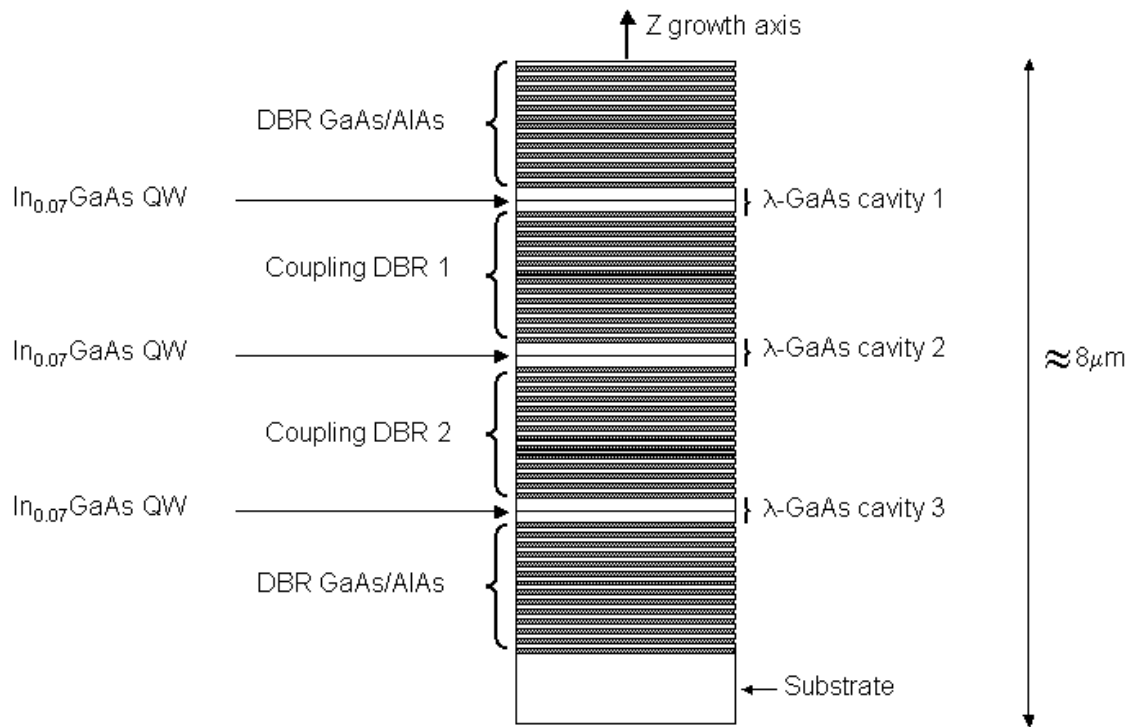 Z growth axis
DBR GaAs/AlAs
In0.07GaAs QW
λ-GaAs cavity 1
Coupling DBR 1
In0.07GaAs QW
λ-GaAs cavity 2
≈8μm
Coupling DBR 2
In0.07GaAs QW
λ-GaAs cavity 3
DBR GaAs/AlAs
Substrate